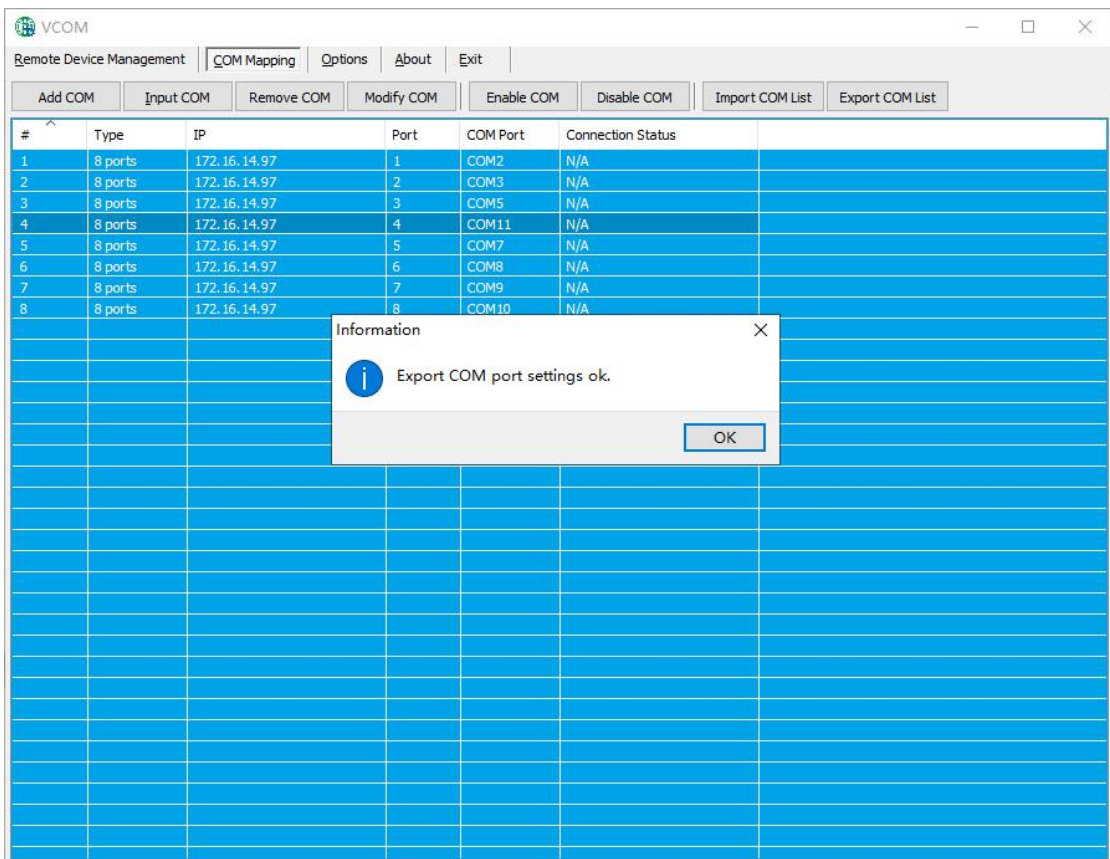 VCOM
Remote Device Management COM Mapping Options About Exit
Add COM Input COM Remove COM Modify COM Enable COM Disable COM Import COM List Export COM List
# Type IP Port COM Port Connection Status
1 8 ports 172.16.14.97 1 COM2 N/A
2 8 ports 172.16.14.97 2 COM3 N/A
3 8 ports 172.16.14.97 3 COM5 N/A
4 8 ports 172.16.14.97 4 COM11 N/A
5 8 ports 172.16.14.97 5 COM7 N/A
6 8 ports 172.16.14.97 6 COM8 N/A
7 8 ports 172.16.14.97 7 COM9 N/A
8 8 ports 172.16.14.97 8 COM10 N/A
Information
Export COM port settings ok.
OK